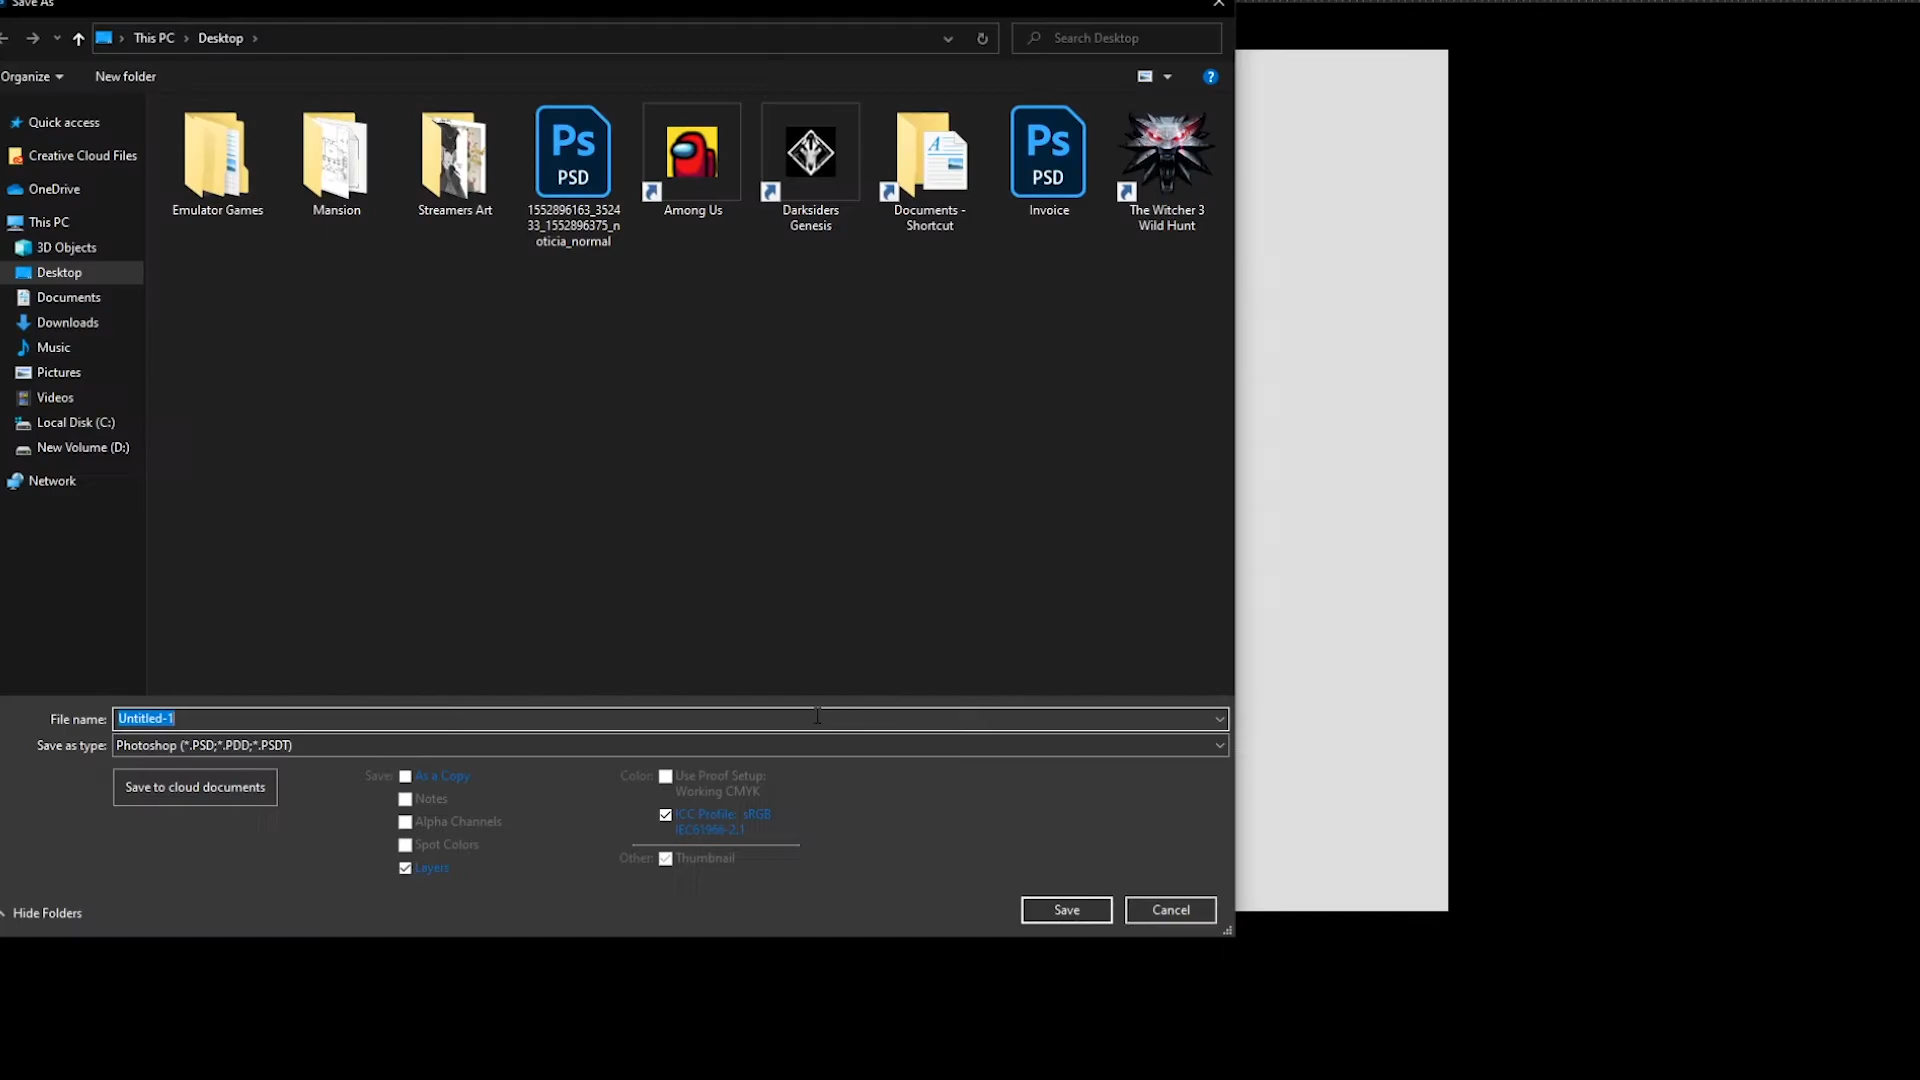 Save As
This PC
Desktop
Search Desktop
Organize
New folder
?
Quick access
Creative Cloud Files
OneDrive
This PC
3D Objects
Desktop
Documents
Downloads
Music
Pictures
Videos
Local Disk (C:)
New Volume (D:)
Network
Emulator Games
Mansion
Streamers Art
Ps
PSD
1552896163_3524
33_1552896375_n
oticia_normal
Among Us
Darksiders
Genesis
A
Documents -
Shortcut
Ps
PSD
Invoice
The Witcher 3
Wild Hunt
File name: Untitled-1
Save as type: Photoshop (*.PSD;*.PDD;*.PSDT)
Save to cloud documents
Save: As a Copy
Notes
Alpha Channels
Spot Colors
Layers
Color: Use Proof Setup:
Working CMYK
ICC Profile: sRGB
IEC61966-2.1
Other: Thumbnail
Hide Folders
Save
Cancel